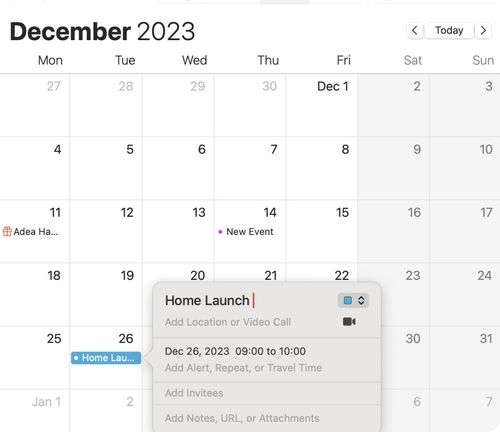 December 2023
Today
Mon Tue Wed Thu Fri Sat Sun
27 28 29 30 Dec 1 2 3
4 5 6 7 8 9 10
11 12 13 14 15 16 17
Adea Ha... New Event
18 19 20 21 22 23 24
Home Launch
Add Location or Video Call
25 26 30 31
Dec 26, 2023 09:00 to 10:00
Home Lau...
Add Alert, Repeat, or Travel Time
Add Invitees
Jan 1 2 6 7
Add Notes, URL, or Attachments